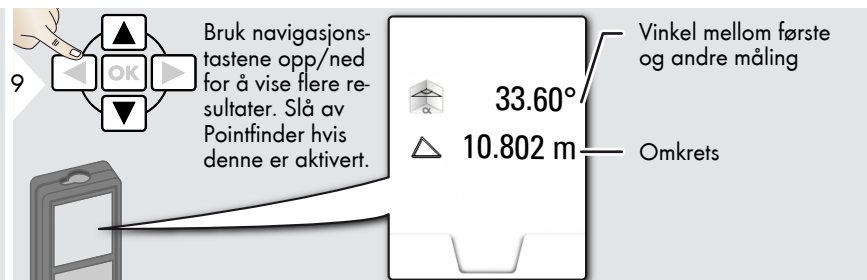 9
OK
Bruk navigasjons-
tastene opp/ned
for å vise flere re-
sultater. Slå av
Pointfinder hvis
denne er aktivert.
α
33.60°
10.802 m
Vinkel mellom første
og andre måling
Omkrets